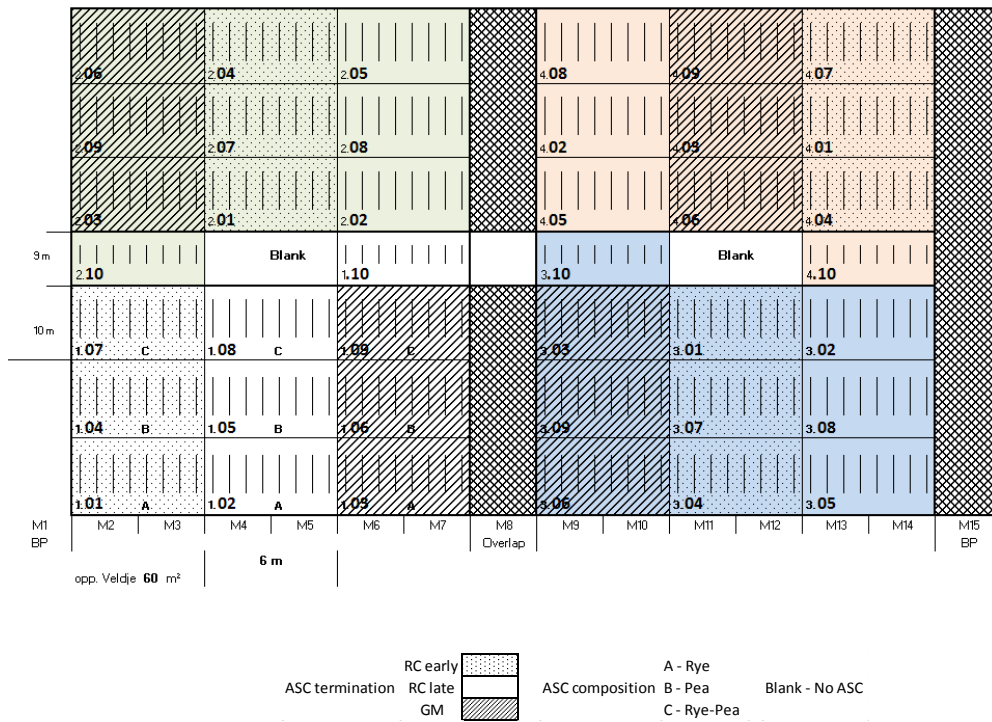 2.06 2.04 2.05 4.08 4.09 4.07
2.09 2.07 2.08 4.02 4.03 4.01
2.03 2.01 2.02 4.05 4.06 4.04
9 m 2.10 Blank 1.10 3.10 Blank 4.10
10 m 1.07 C 1.08 C 1.09 C 3.03 3.01 3.02
1.04 B 1.05 B 1.06 B 3.09 3.07 3.08
1.01 A 1.02 A 1.03 A 3.06 3.04 3.05
M1 M2 M3 M4 M5 M6 M7 M8 M9 M10 M11 M12 M13 M14 M15
BP Overlap BP
6 m
opp. Veldje 60 m²
RC early A - Rye
ASC termination RC late ASC composition B - Pea Blank - No ASC
GM C - Rye-Pea